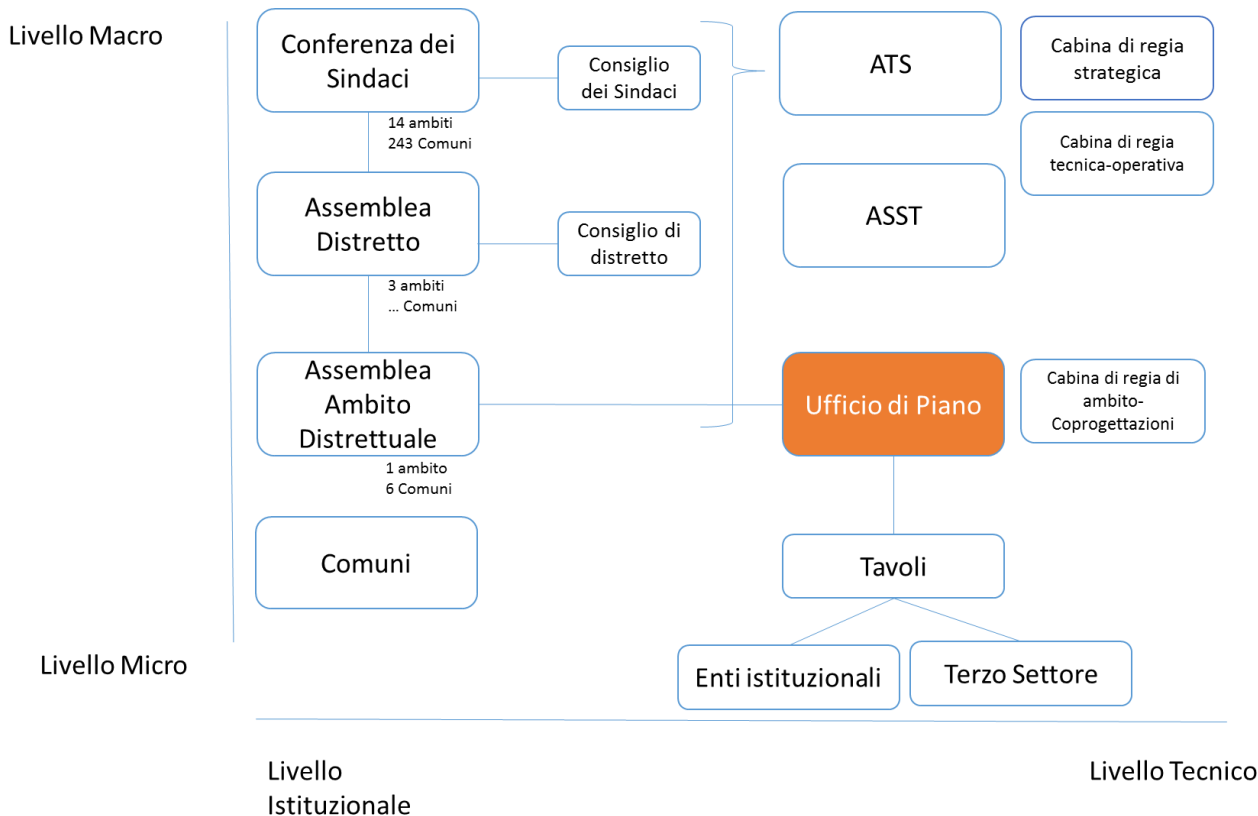 Livello Macro
Conferenza dei
Sindaci
Consiglio
dei Sindaci
14 ambiti
243 Comuni
ATS
Cabina di regia
strategica
Cabina di regia
tecnica-operativa
Assemblea
Distretto
Consiglio di
distretto
3 ambiti
... Comuni
ASST
Assemblea
Ambito
Distrettuale
1 ambito
6 Comuni
Ufficio di Piano
Cabina di regia di
ambito-
Coprogettazioni
Comuni
Tavoli
Enti istituzionali
Terzo Settore
Livello Micro
Livello
Istituzionale
Livello Tecnico